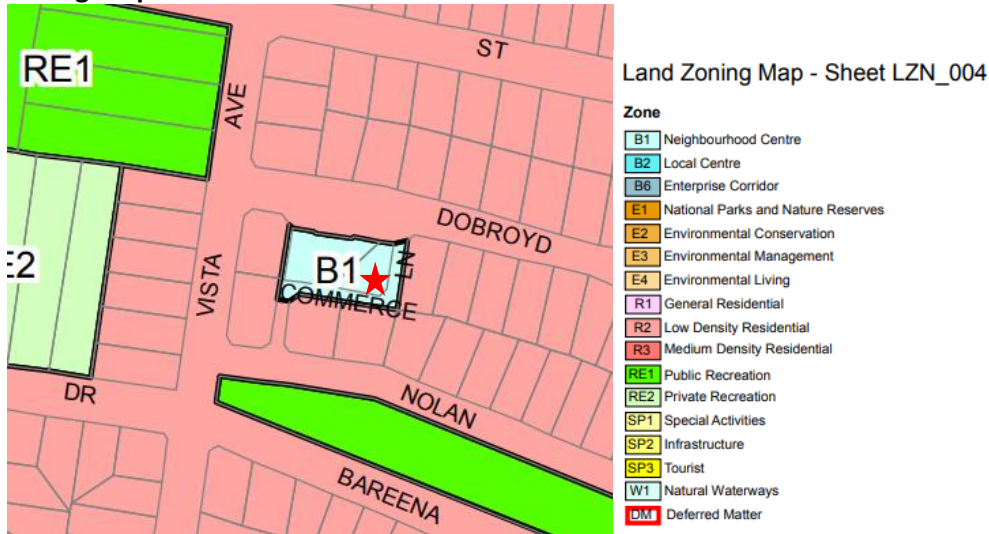 ST
RE1
AVE
DOBROYD
B1
LN
E2
COMMERCE
VISTA
DR
NOLAN
BAREENA
Land Zoning Map - Sheet LZN_004
Zone
B1 Neighbourhood Centre
B2 Local Centre
B6 Enterprise Corridor
E1 National Parks and Nature Reserves
E2 Environmental Conservation
E3 Environmental Management
E4 Environmental Living
R1 General Residential
R2 Low Density Residential
R3 Medium Density Residential
RE1 Public Recreation
RE2 Private Recreation
SP1 Special Activities
SP2 Infrastructure
SP3 Tourist
W1 Natural Waterways
DM Deferred Matter